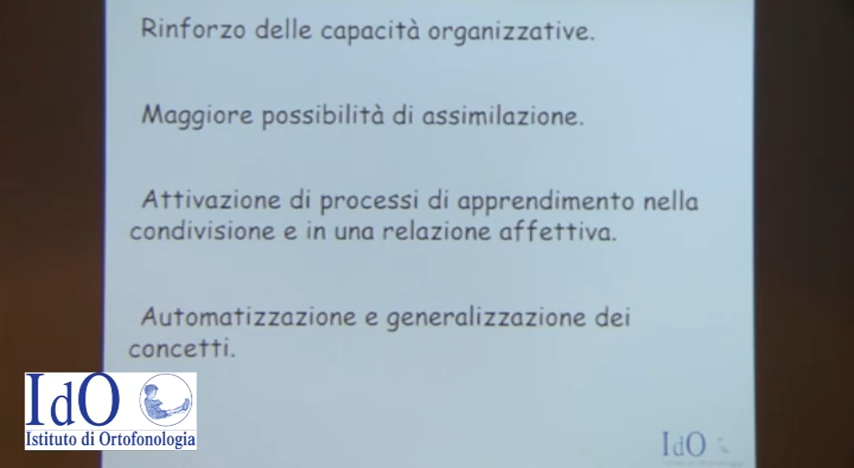 Rinforzo delle capacità organizzative.
Maggiore possibilità di assimilazione.
Attivazione di processi di apprendimento nella
condivisione e in una relazione affettiva.
Automatizzazione e generalizzazione dei
concetti.
IdO
Istituto di Ortofonologia
IdO